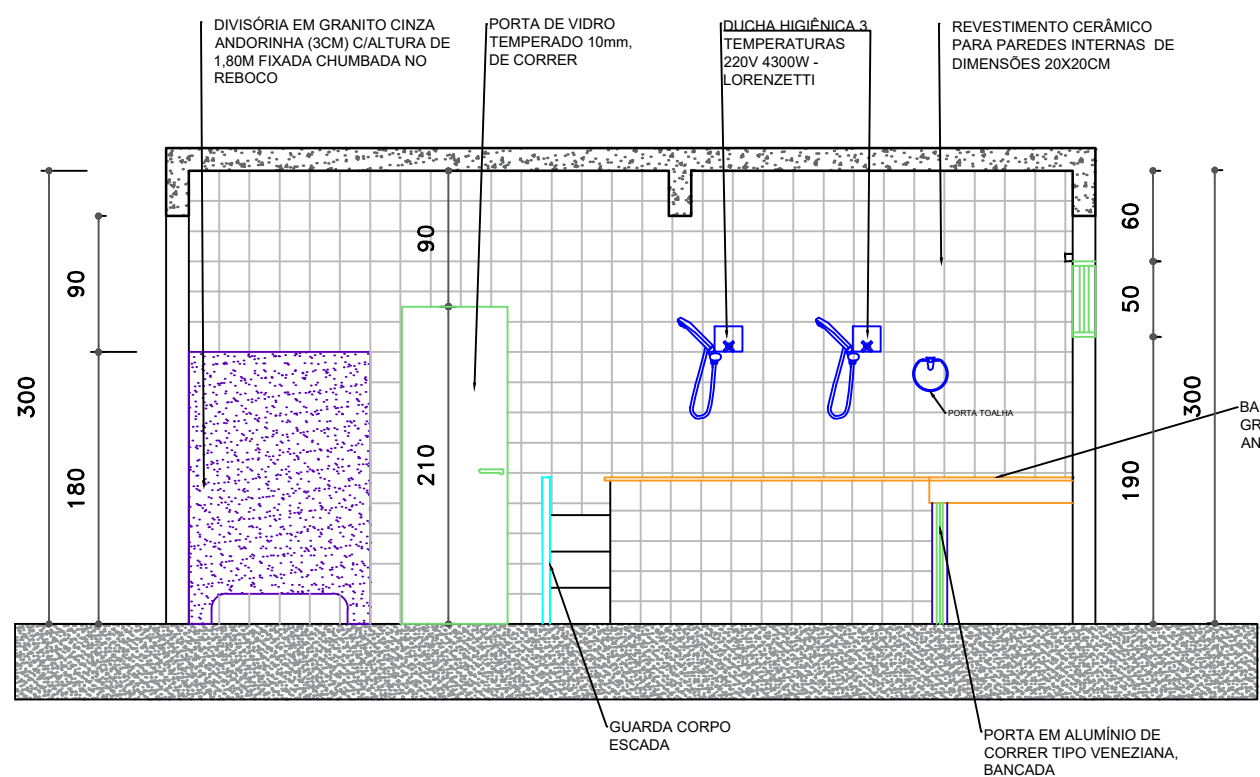 DIVISÓRIA EM GRANITO CINZA
ANDORINHA (3CM) C/ALTURA DE
1,80M FIXADA CHUMBADA NO
REBOCO
PORTA DE VIDRO
TEMPERADO 10mm,
DE CORRER
DUCHA HIGIÊNICA 3
TEMPERATURAS
220V 4300W -
LORENZETTI
REVESTIMENTO CERÂMICO
PARA PAREDES INTERNAS DE
DIMENSÕES 20X20CM
300
90
180
90
210
60
50
190
300
PORTA TOALHA
BA
GR
AN
GUARDA CORPO
ESCADA
PORTA EM ALUMÍNIO DE
CORRER TIPO VENEZIANA,
BANCADA